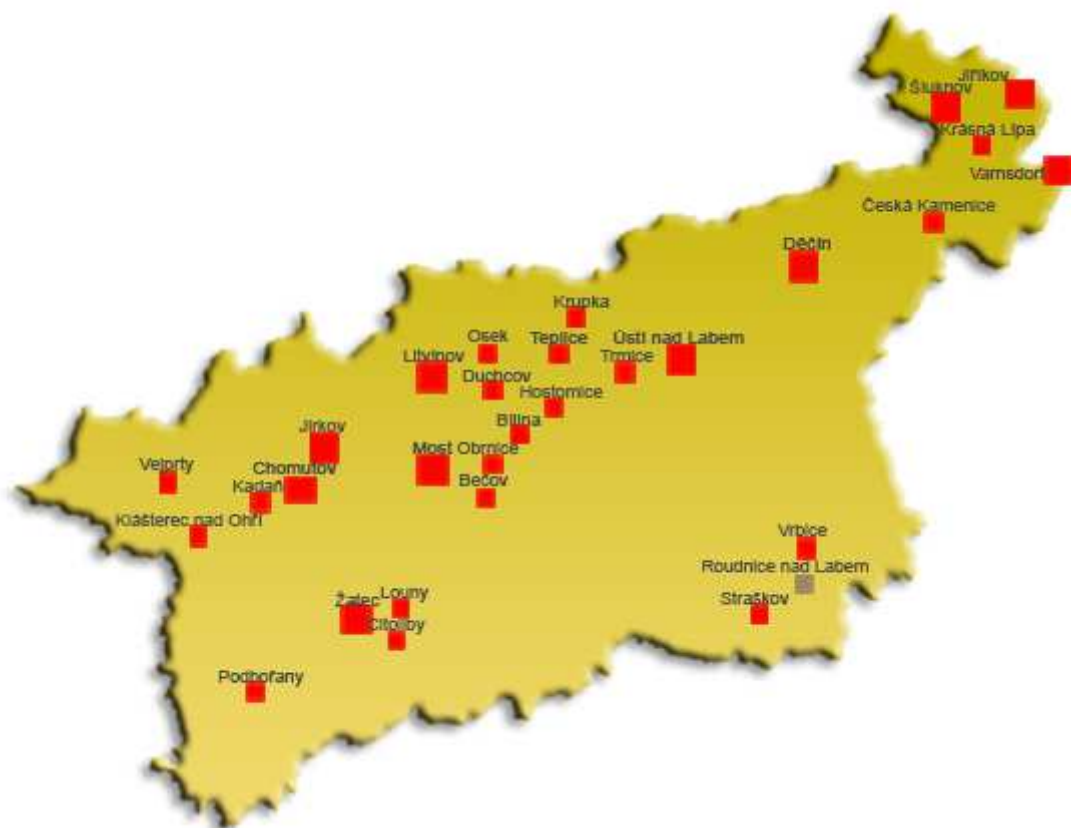 Jiříkov
Šluknov
Krásná Lípa
Varnsdorf
Česká Kamenice
Děčín
Krupka
Osek
Teplice
Ústí nad Labem
Litvínov
Trmice
Duchcov
Hostomice
Bílina
Jirkov
Most
Obrnice
Vejprty
Chomutov
Kadaň
Bečov
Klášterec nad Ohří
Vrbice
Roudnice nad Labem
Straškov
Louny
Žatec
Cítoliby
Podbořany